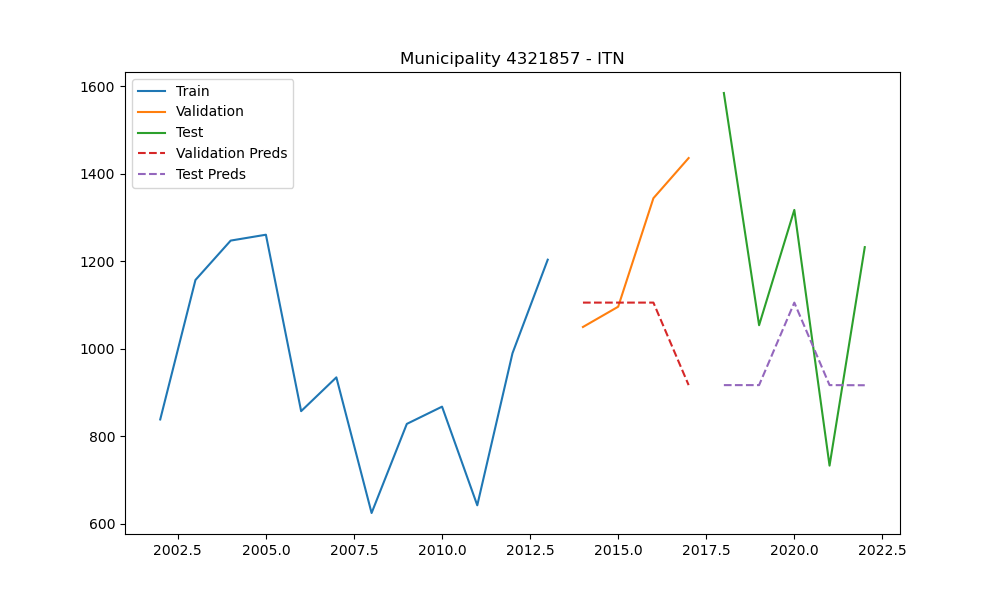 Municipality 4321857 - ITN
Train
Validation
Test
Validation Preds
Test Preds
1600
1400
1200
1000
800
600
2002.5 2005.0 2007.5 2010.0 2012.5 2015.0 2017.5 2020.0 2022.5